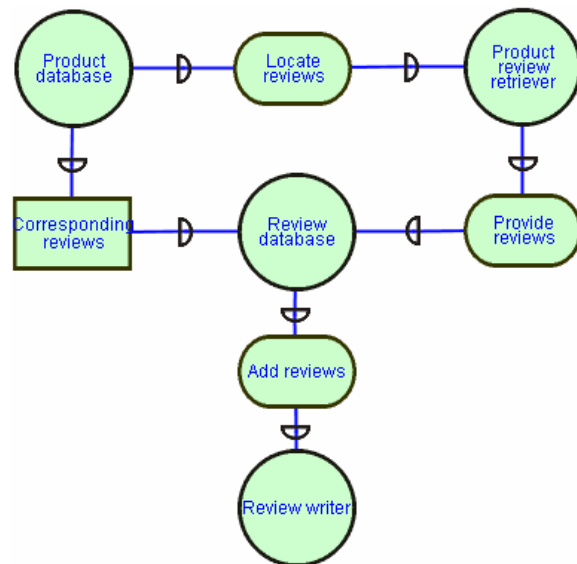 Product
database
Locate
reviews
Product
review
retriever
Corresponding
reviews
Review
database
Provide
reviews
Add reviews
Review writer